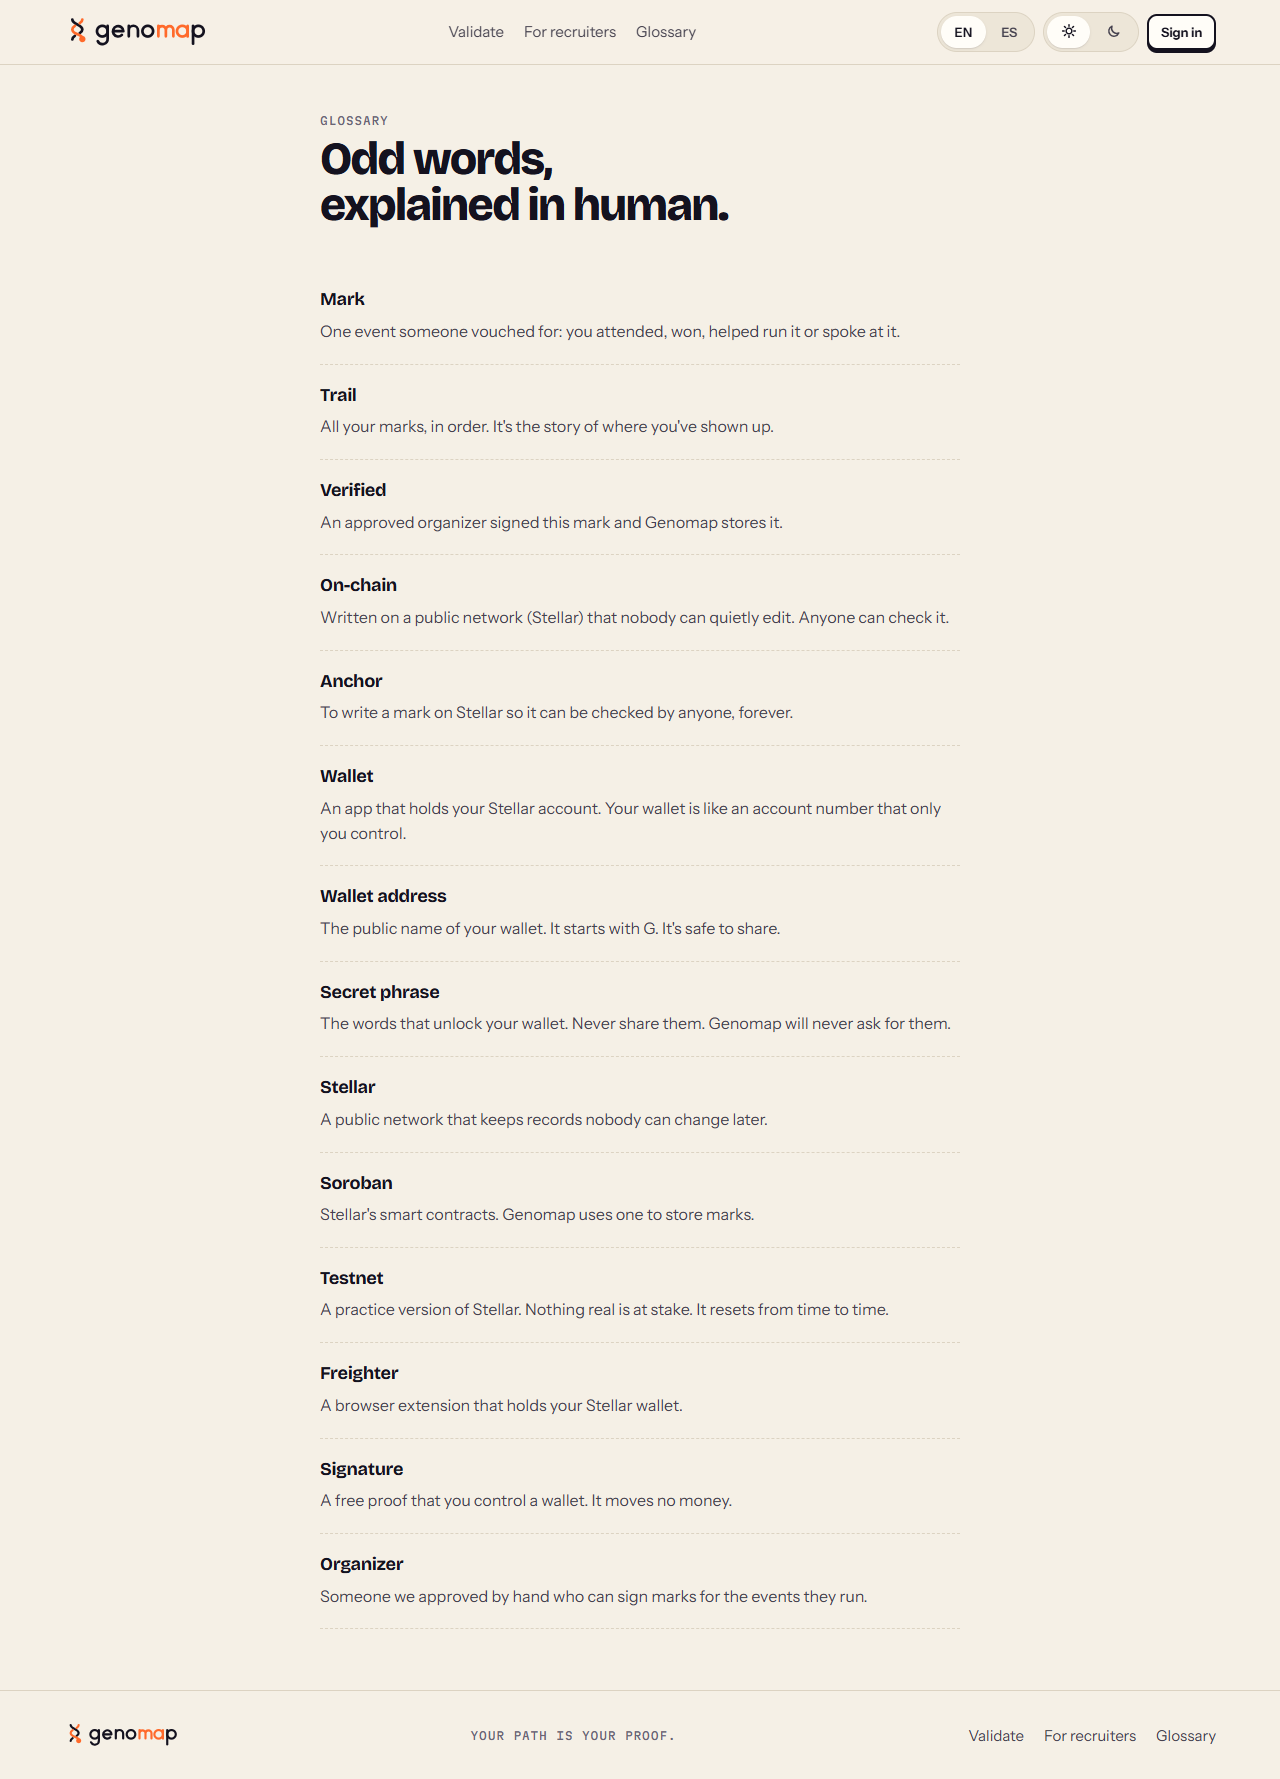 genomap
Validate For recruiters Glossary
EN ES
Sign in
GLOSSARY
Odd words,
explained in human.
Mark
One event someone vouched for: you attended, won, helped run it or spoke at it.
Trail
All your marks, in order. It's the story of where you've shown up.
Verified
An approved organizer signed this mark and Genomap stores it.
On-chain
Written on a public network (Stellar) that nobody can quietly edit. Anyone can check it.
Anchor
To write a mark on Stellar so it can be checked by anyone, forever.
Wallet
An app that holds your Stellar account. Your wallet is like an account number that only
you control.
Wallet address
The public name of your wallet. It starts with G. It's safe to share.
Secret phrase
The words that unlock your wallet. Never share them. Genomap will never ask for them.
Stellar
A public network that keeps records nobody can change later.
Soroban
Stellar's smart contracts. Genomap uses one to store marks.
Testnet
A practice version of Stellar. Nothing real is at stake. It resets from time to time.
Freighter
A browser extension that holds your Stellar wallet.
Signature
A free proof that you control a wallet. It moves no money.
Organizer
Someone we approved by hand who can sign marks for the events they run.
genomap
YOUR PATH IS YOUR PROOF.
Validate For recruiters Glossary